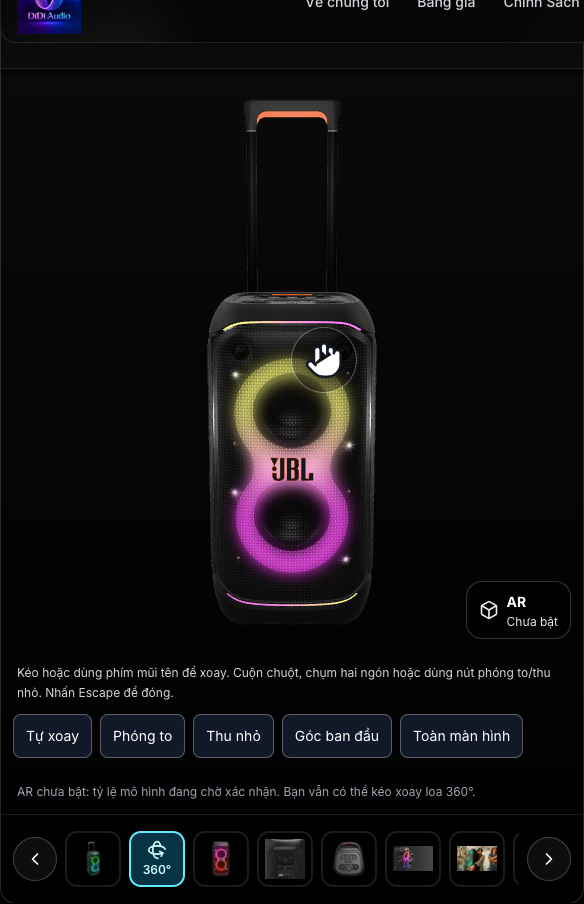 DiDi Audio
Về chúng tôi
Bảng giá
Chính Sách
JBL
AR
Chưa bật
Kéo hoặc dùng phím mũi tên để xoay. Cuộn chuột, chụm hai ngón hoặc dùng nút phóng to/thu
nhỏ. Nhấn Escape để đóng.
Tự xoay
Phóng to
Thu nhỏ
Góc ban đầu
Toàn màn hình
AR chưa bật: tỷ lệ mô hình đang chờ xác nhận. Bạn vẫn có thể kéo xoay loa 360°.
360°